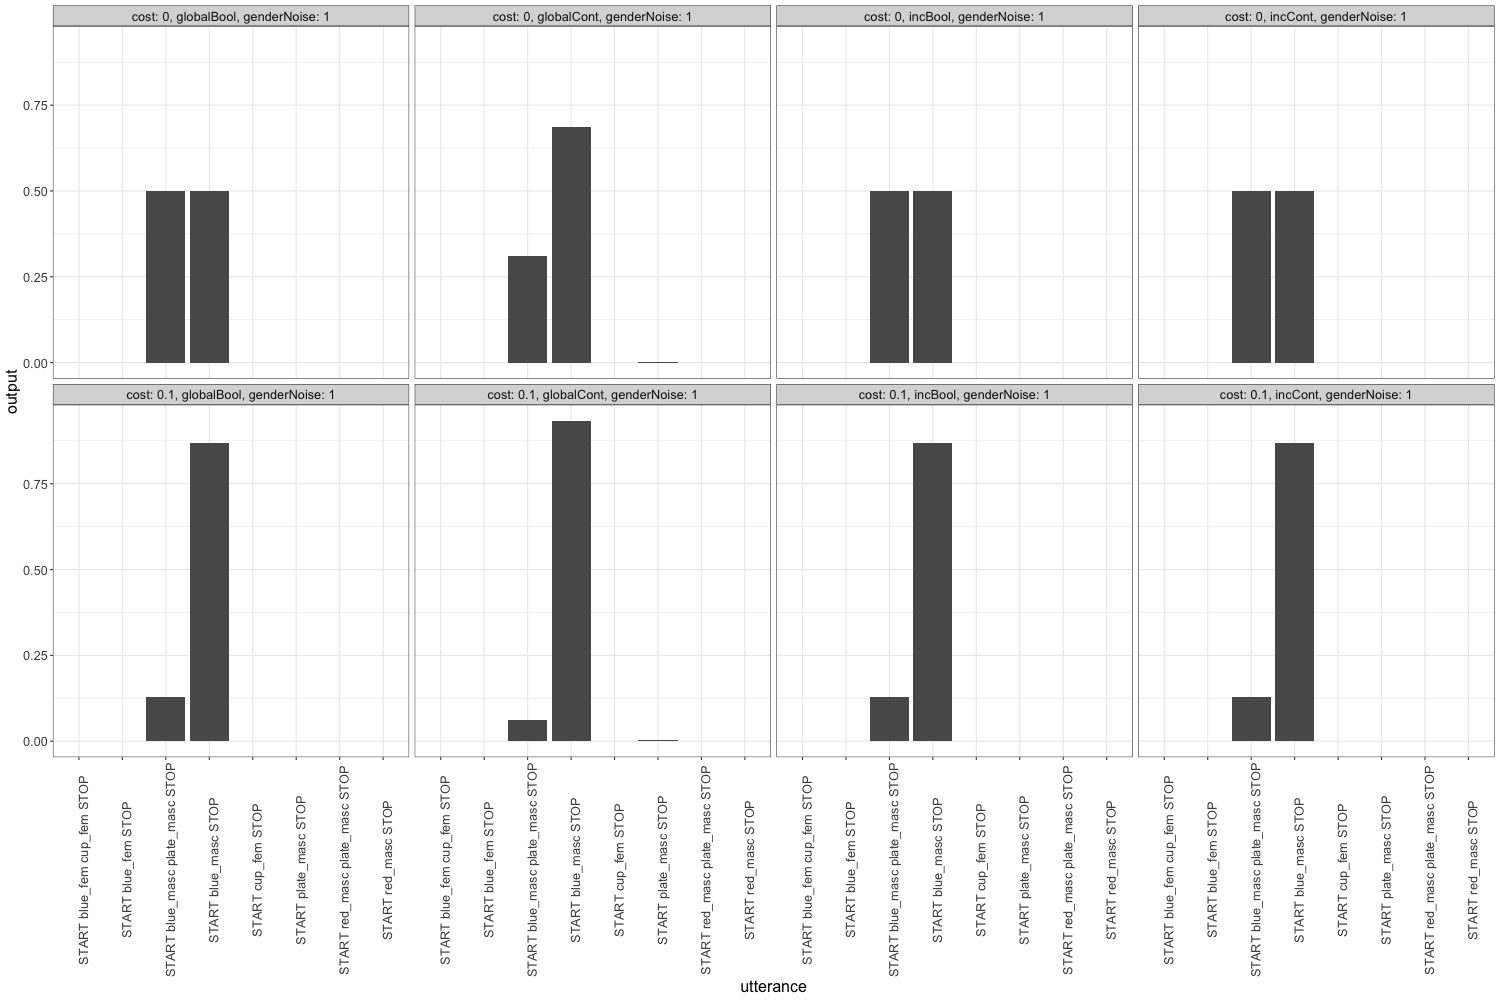 cost: 0, globalBool, genderNoise: 1
cost: 0, globalCont, genderNoise: 1
cost: 0, incBool, genderNoise: 1
cost: 0, incCont, genderNoise: 1
0.75
0.50
0.25
0.00
output
cost: 0.1, globalBool, genderNoise: 1
cost: 0.1, globalCont, genderNoise: 1
cost: 0.1, incBool, genderNoise: 1
cost: 0.1, incCont, genderNoise: 1
0.75
0.50
0.25
0.00
START blue_fem cup_fem STOP
START blue_fem STOP
START blue_masc plate_masc STOP
START blue_masc STOP
START cup_fem STOP
START plate_masc STOP
START red_masc plate_masc STOP
START red_masc STOP
START blue_fem cup_fem STOP
START blue_fem STOP
START blue_masc plate_masc STOP
START blue_masc STOP
START cup_fem STOP
START plate_masc STOP
START red_masc plate_masc STOP
START red_masc STOP
START blue_fem cup_fem STOP
START blue_fem STOP
START blue_masc plate_masc STOP
START blue_masc STOP
START cup_fem STOP
START plate_masc STOP
START red_masc plate_masc STOP
START red_masc STOP
START blue_fem cup_fem STOP
START blue_fem STOP
START blue_masc plate_masc STOP
START blue_masc STOP
START cup_fem STOP
START plate_masc STOP
START red_masc plate_masc STOP
START red_masc STOP
utterance